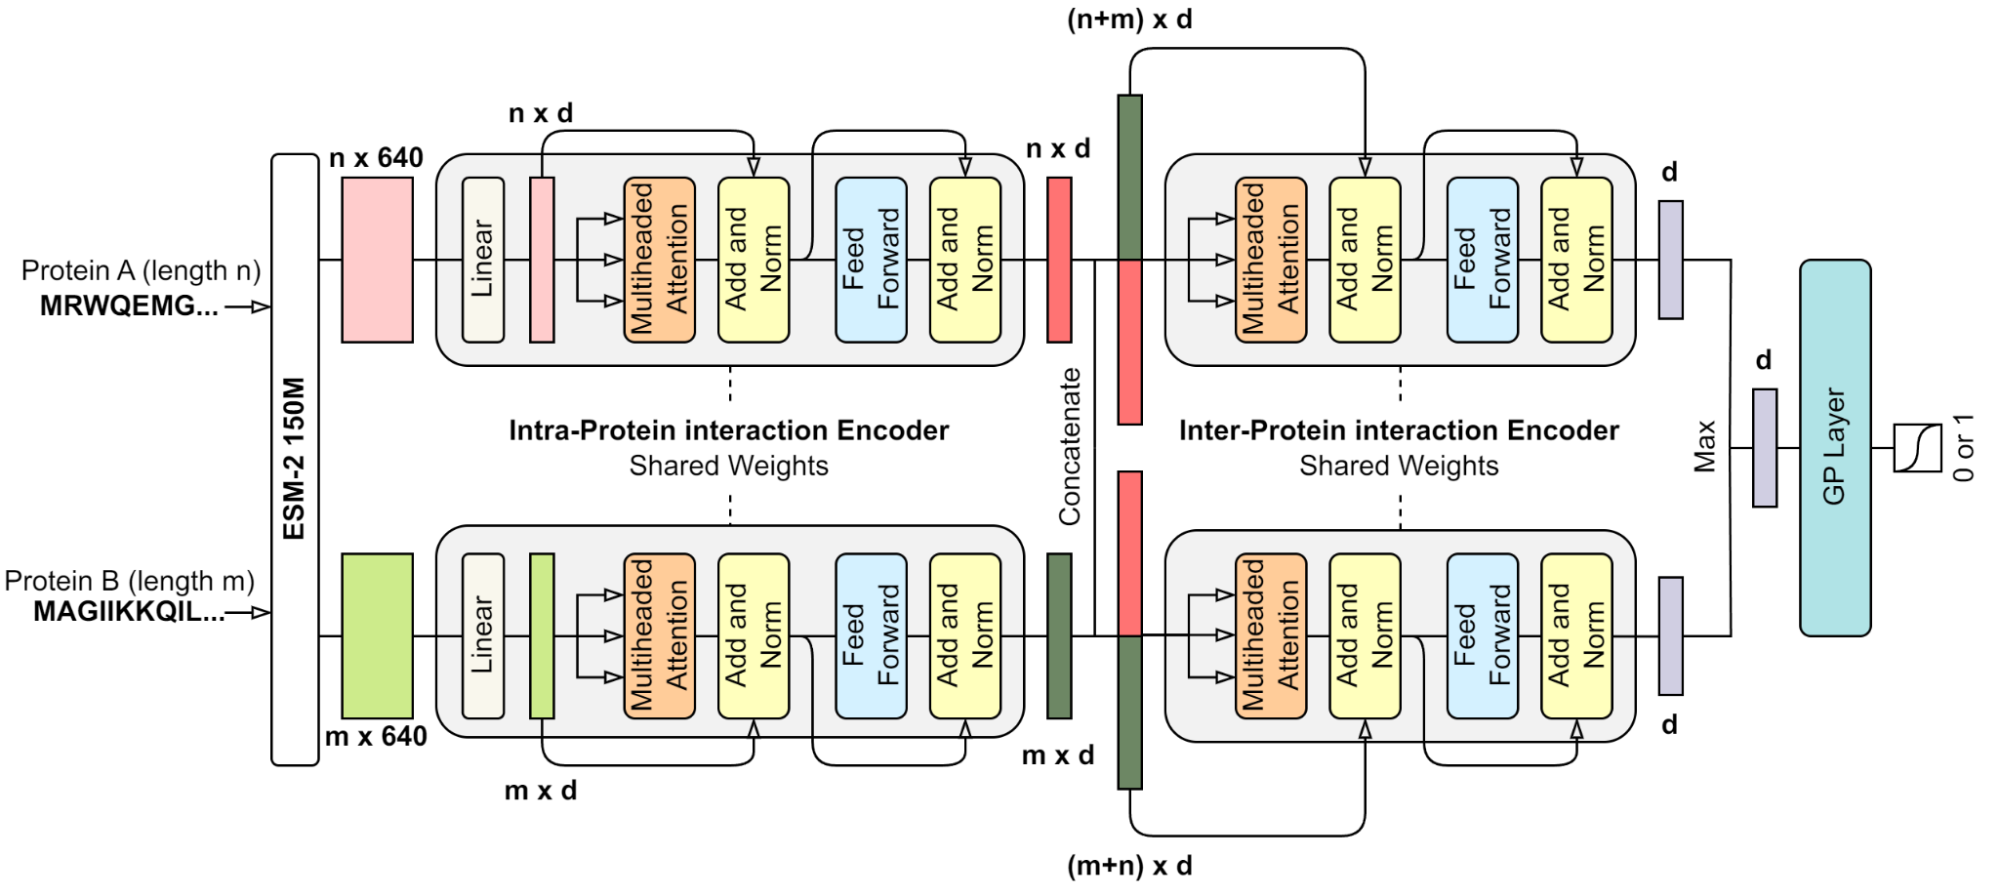 (n+m) x d
n x d
n x 640
n x d
d
Protein A (length n)
MRWQEMG...
ESM-2 150M
Linear
Multiheaded
Attention
Add and
Norm
Feed
Forward
Add and
Norm
Multiheaded
Attention
Add and
Norm
Feed
Forward
Add and
Norm
Intra-Protein interaction Encoder
Shared Weights
Concatenate
Inter-Protein interaction Encoder
Shared Weights
Max
d
GP Layer
0 or 1
Protein B (length m)
MAGIIKKQIL...
Linear
Multiheaded
Attention
Add and
Norm
Feed
Forward
Add and
Norm
Multiheaded
Attention
Add and
Norm
Feed
Forward
Add and
Norm
m x 640
m x d
m x d
d
(m+n) x d